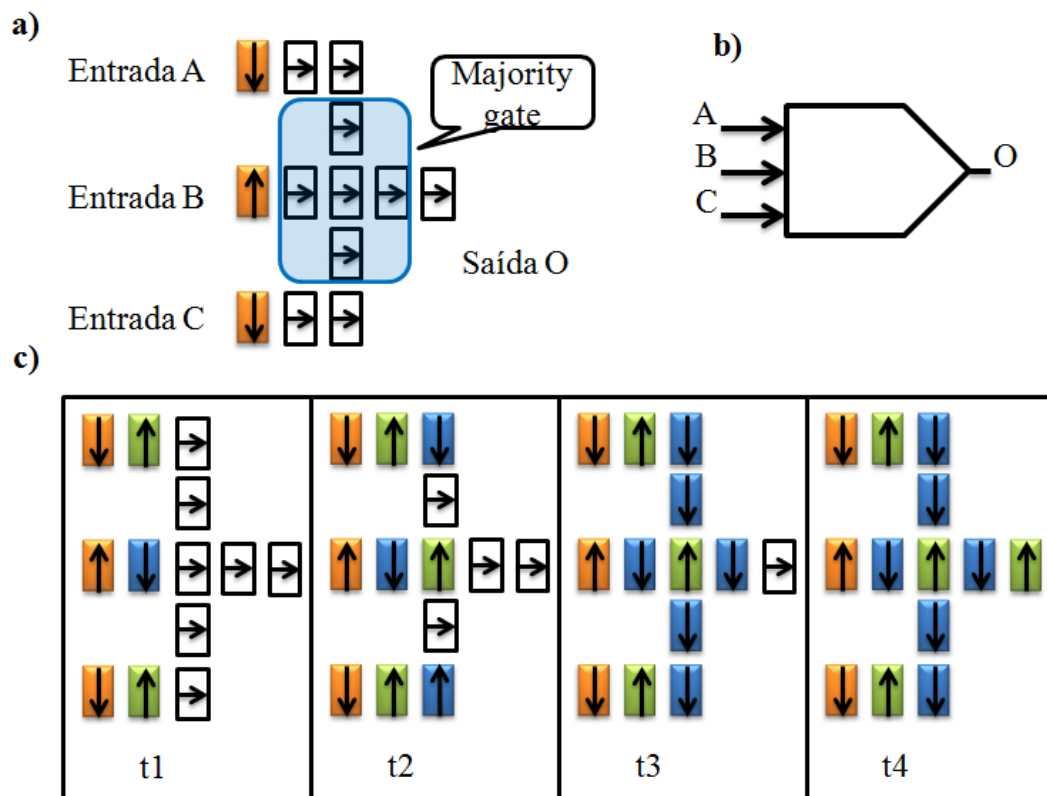 a)
Entrada A
Majority
gate
Entrada B
Saída O
Entrada C
b)
A
B
C
O
c)
t1
t2
t3
t4